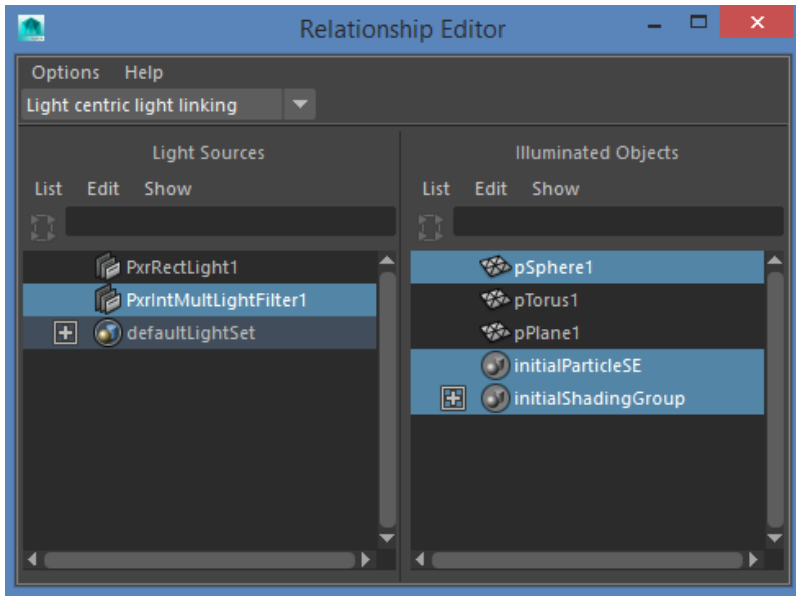 Relationship Editor
Options Help
Light centric light linking
Light Sources
List Edit Show
PxrRectLight1
PxrIntMultLightFilter1
defaultLightSet
Illuminated Objects
List Edit Show
pSphere1
pTorus1
pPlane1
initialParticleSE
initialShadingGroup